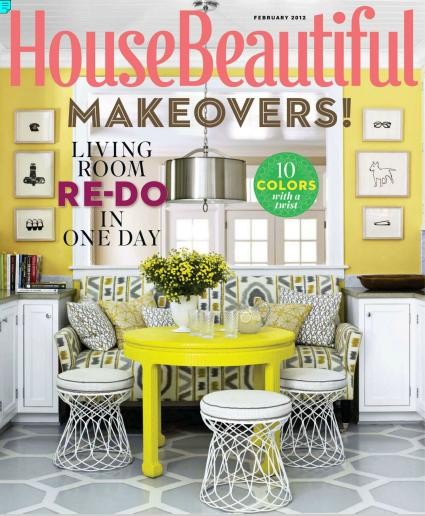 FEBRUARY 2012
HouseBeautiful
MAKEOVERS!
LIVING
ROOM
RE-DO
IN
ONE DAY
10
COLORS
with a
twist